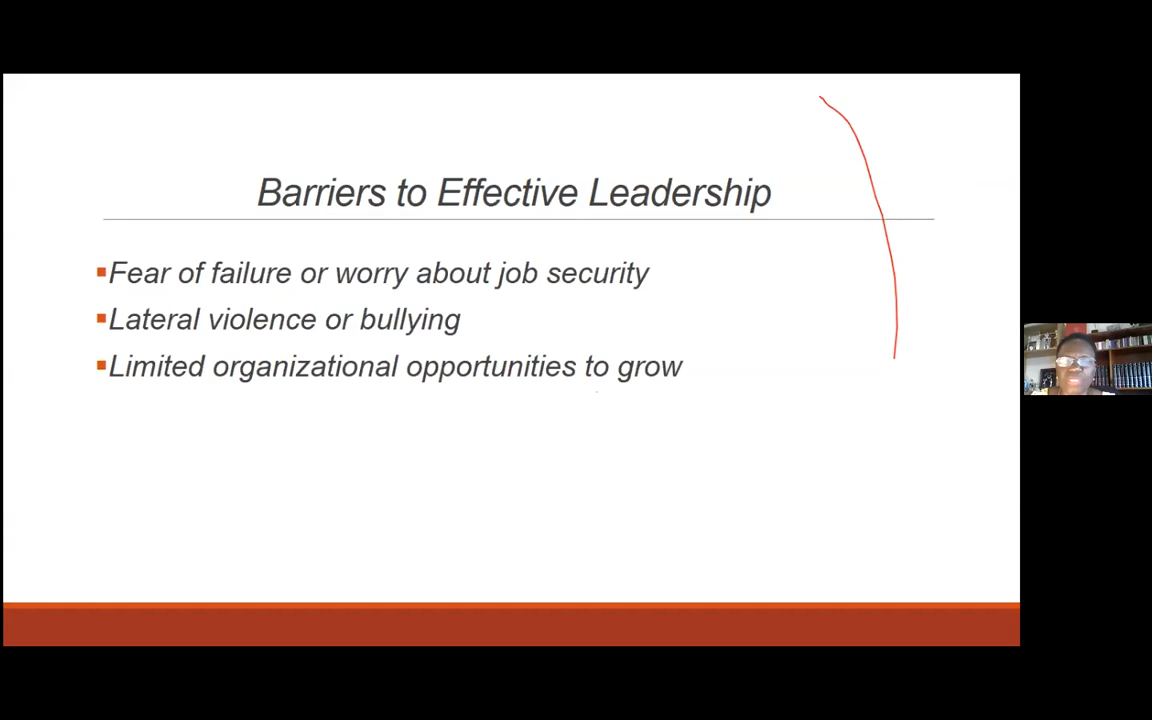 Barriers to Effective Leadership
▪Fear of failure or worry about job security
▪Lateral violence or bullying
▪Limited organizational opportunities to grow